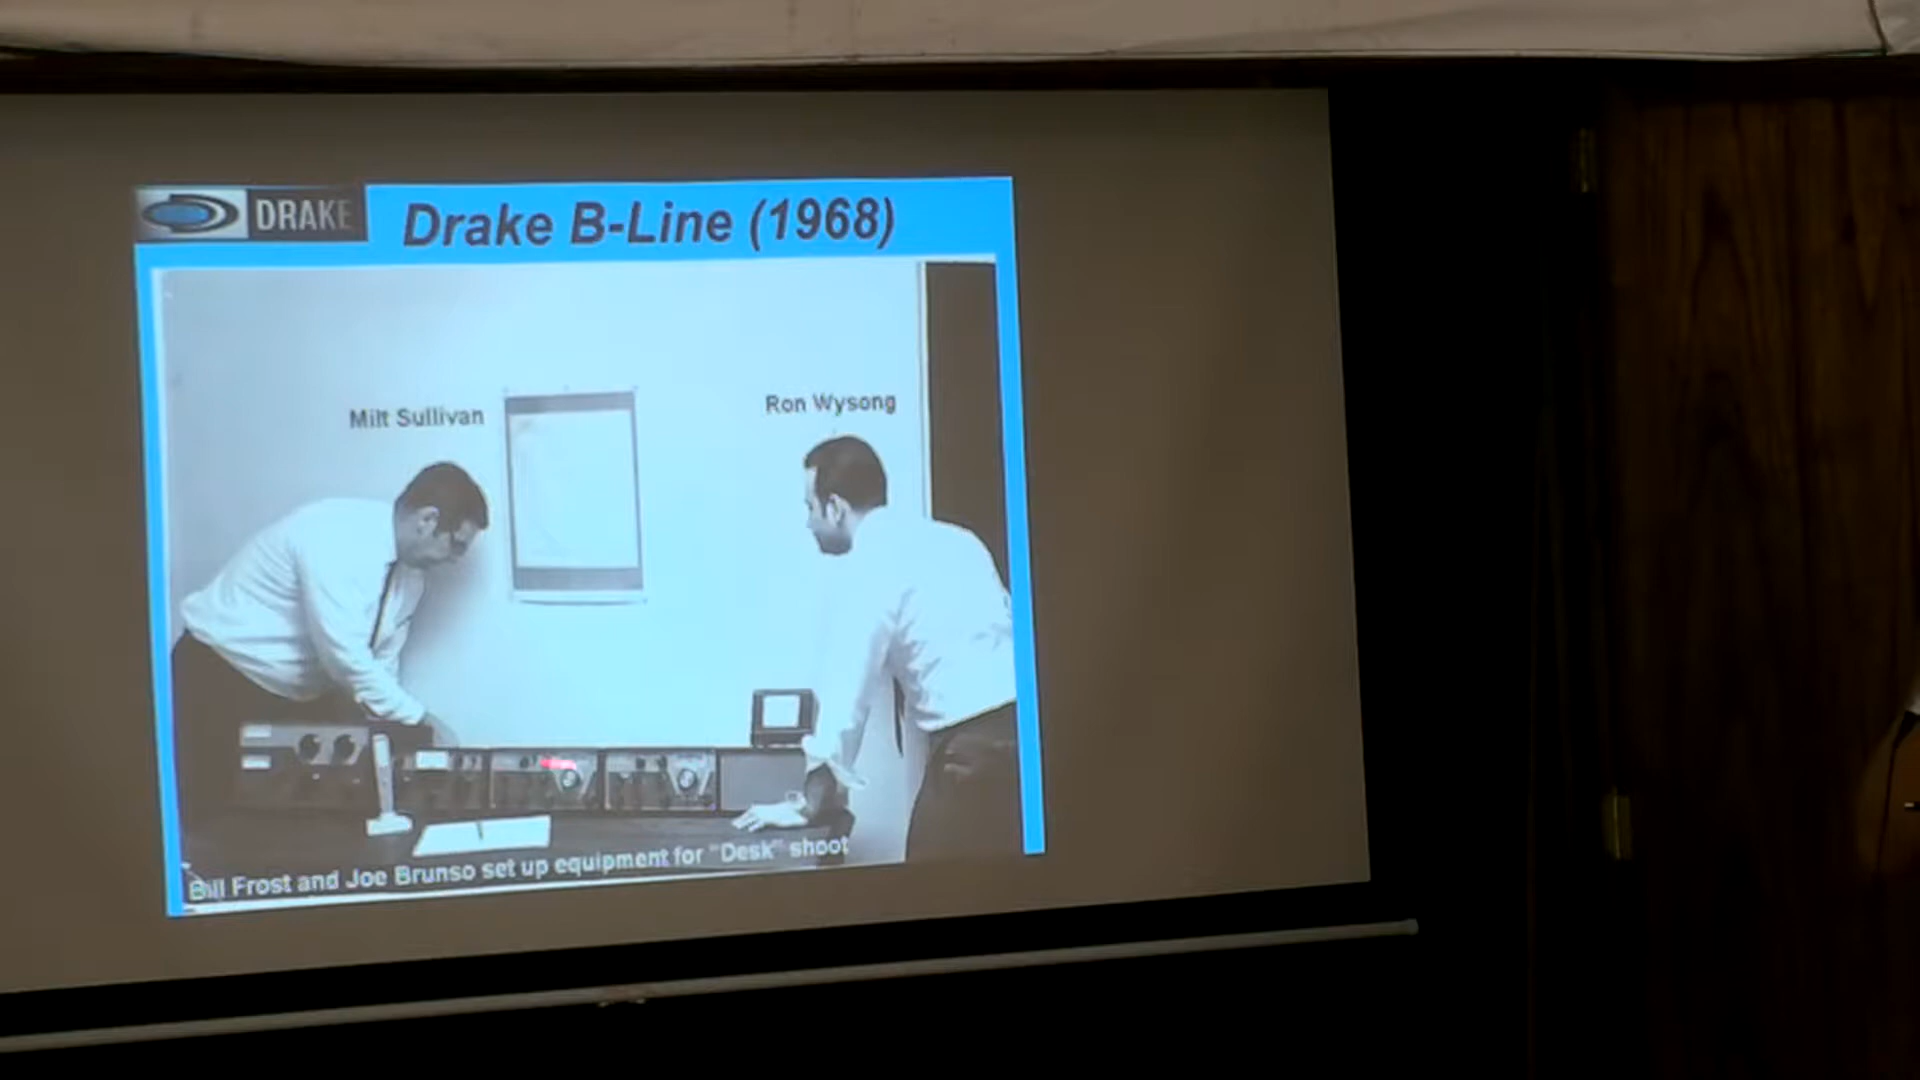 DRAKE
Drake B-Line (1968)
Milt Sullivan
Ron Wysong
Bill Frost and Joe Brunso set up equipment for "Desk" shoot